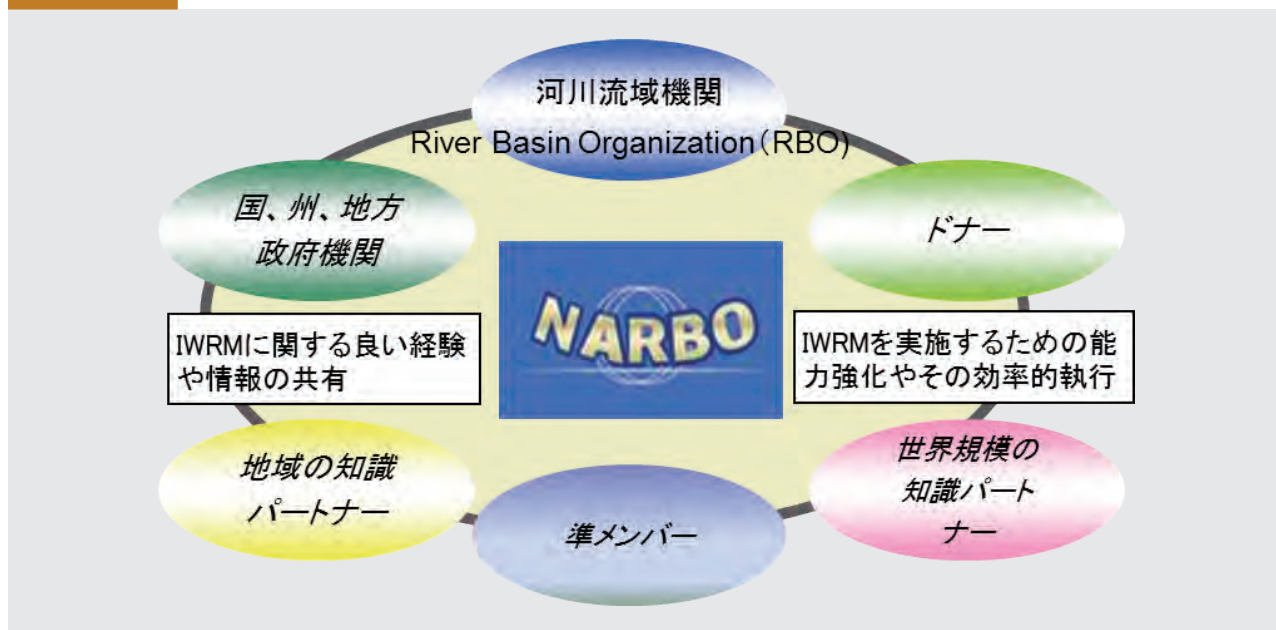 河川流域機関
River Basin Organization(RBO)
国、州、地方
政府機関
ドナー
NARBO
IWRMに関する良い経験
や情報の共有
IWRMを実施するための能
力強化やその効率的執行
地域の知識
パートナー
準メンバー
世界規模の
知識パート
ナー